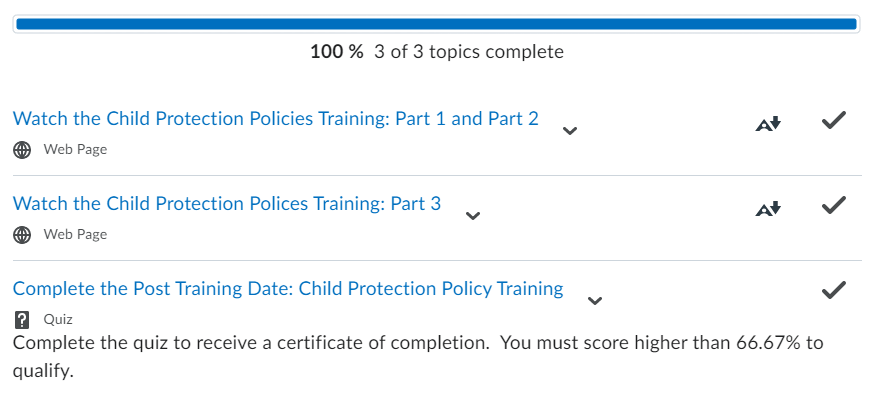 100 % 3 of 3 topics complete
Watch the Child Protection Policies Training: Part 1 and Part 2
Web Page
Watch the Child Protection Polices Training: Part 3
Web Page
Complete the Post Training Date: Child Protection Policy Training
Quiz
Complete the quiz to receive a certificate of completion.  You must score higher than 66.67% to
qualify.